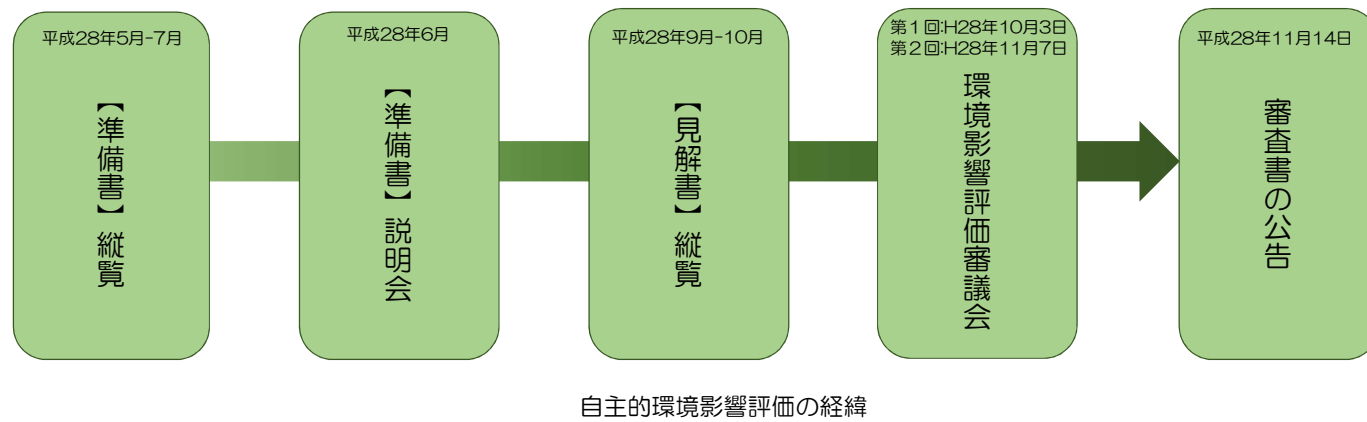 平成28年5月-7月
【準備書】縦覧
平成28年6月
【準備書】説明会
平成28年9月-10月
【見解書】縦覧
第1回:H28年10月3日
第2回:H28年11月7日
環境影響評価審議会
平成28年11月14日
審査書の公告
自主的環境影響評価の経緯